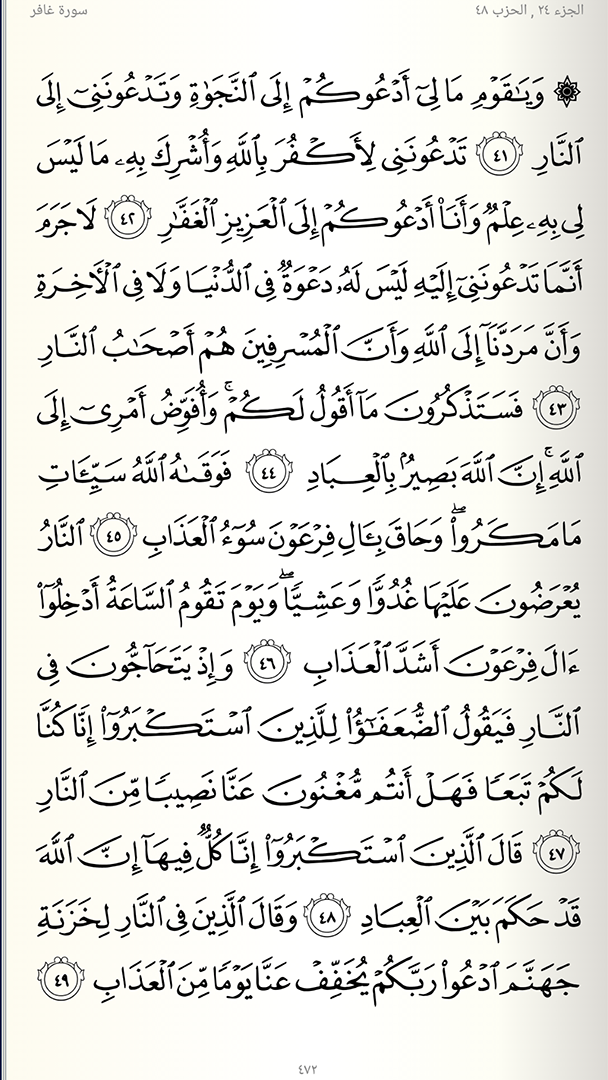 سورة غافر الجزء ٢٤ , الحزب ٤٨
۞ وَيَٰقَوْمِ مَا لِيٓ أَدْعُوكُمْ إِلَى ٱلنَّجَوٰةِ وَتَدْعُونَنِيٓ إِلَى
ٱلنَّارِ ٤١ تَدْعُونَنِي لِأَكْفُرَ بِٱللَّهِ وَأُشْرِكَ بِهِۦ مَا لَيْسَ
لِي بِهِۦ عِلْمٌ وَأَنَا۠ أَدْعُوكُمْ إِلَى ٱلْعَزِيزِ ٱلْغَفَّٰرِ ٤٢ لَا جَرَمَ
أَنَّمَا تَدْعُونَنِيٓ إِلَيْهِ لَيْسَ لَهُۥ دَعْوَةٌ فِي ٱلدُّنْيَا وَلَا فِي ٱلْأٓخِرَةِ
وَأَنَّ مَرَدَّنَآ إِلَى ٱللَّهِ وَأَنَّ ٱلْمُسْرِفِينَ هُمْ أَصْحَٰبُ ٱلنَّارِ
٤٣ فَسَتَذْكُرُونَ مَآ أَقُولُ لَكُمْۚ وَأُفَوِّضُ أَمْرِيٓ إِلَى
ٱللَّهِۚ إِنَّ ٱللَّهَ بَصِيرٌۢ بِٱلْعِبَادِ ٤٤ فَوَقَىٰهُ ٱللَّهُ سَيِّـَٔاتِ
مَا مَكَرُوا۟ۖ وَحَاقَ بِـَٔالِ فِرْعَوْنَ سُوٓءُ ٱلْعَذَابِ ٤٥ ٱلنَّارُ
يُعْرَضُونَ عَلَيْهَا غُدُوًّا وَعَشِيًّاۖ وَيَوْمَ تَقُومُ ٱلسَّاعَةُ أَدْخِلُوٓا۟
ءَالَ فِرْعَوْنَ أَشَدَّ ٱلْعَذَابِ ٤٦ وَإِذْ يَتَحَآجُّونَ فِي
ٱلنَّارِ فَيَقُولُ ٱلضُّعَفَٰٓؤُا۟ لِلَّذِينَ ٱسْتَكْبَرُوٓا۟ إِنَّا كُنَّا
لَكُمْ تَبَعًا فَهَلْ أَنتُم مُّغْنُونَ عَنَّا نَصِيبًا مِّنَ ٱلنَّارِ
٤٧ قَالَ ٱلَّذِينَ ٱسْتَكْبَرُوٓا۟ إِنَّا كُلٌّ فِيهَآ إِنَّ ٱللَّهَ
قَدْ حَكَمَ بَيْنَ ٱلْعِبَادِ ٤٨ وَقَالَ ٱلَّذِينَ فِي ٱلنَّارِ لِخَزَنَةِ
جَهَنَّمَ ٱدْعُوا۟ رَبَّكُمْ يُخَفِّفْ عَنَّا يَوْمًا مِّنَ ٱلْعَذَابِ ٤٩
٤٧٢